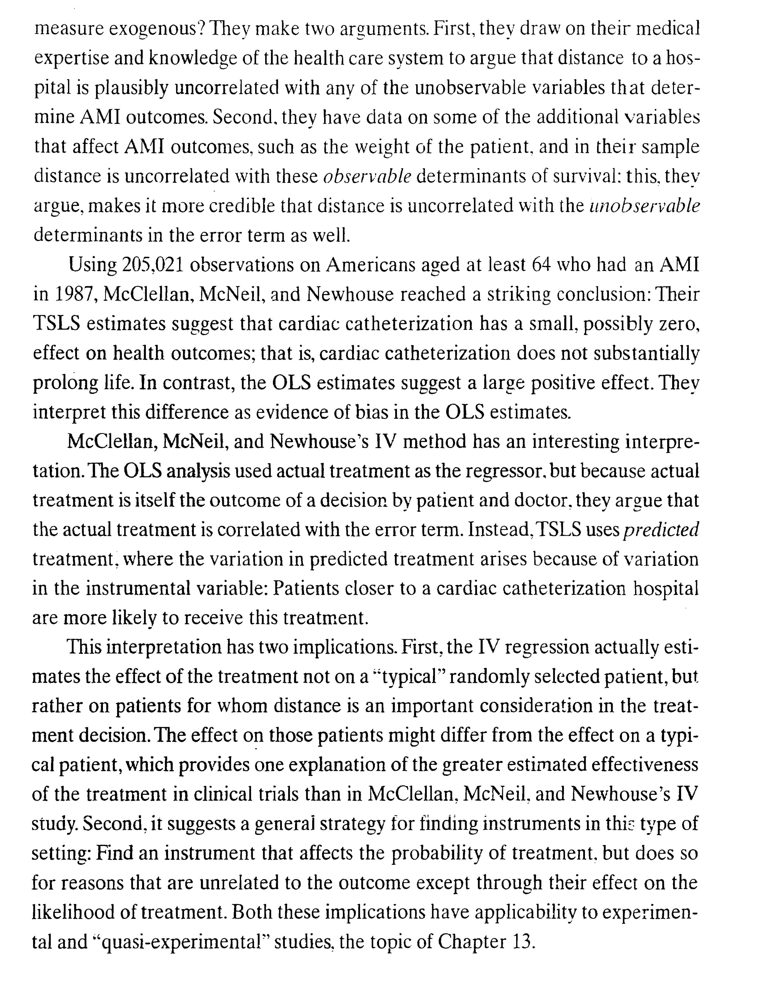 measure exogenous? They make two arguments. First, they draw on their medical
expertise and knowledge of the health care system to argue that distance to a hos-
pital is plausibly uncorrelated with any of the unobservable variables that deter-
mine AMI outcomes. Second, they have data on some of the additional variables
that affect AMI outcomes, such as the weight of the patient, and in their sample
distance is uncorrelated with these observable determinants of survival: this, they
argue, makes it more credible that distance is uncorrelated with the unobservable
determinants in the error term as well.
Using 205,021 observations on Americans aged at least 64 who had an AMI
in 1987, McClellan, McNeil, and Newhouse reached a striking conclusion: Their
TSLS estimates suggest that cardiac catheterization has a small, possibly zero,
effect on health outcomes; that is, cardiac catheterization does not substantially
prolong life. In contrast, the OLS estimates suggest a large positive effect. They
interpret this difference as evidence of bias in the OLS estimates.
McClellan, McNeil, and Newhouse's IV method has an interesting interpre-
tation. The OLS analysis used actual treatment as the regressor, but because actual
treatment is itself the outcome of a decision by patient and doctor, they argue that
the actual treatment is correlated with the error term. Instead, TSLS uses predicted
treatment, where the variation in predicted treatment arises because of variation
in the instrumental variable: Patients closer to a cardiac catheterization hospital
are more likely to receive this treatment.
This interpretation has two implications. First, the IV regression actually esti-
mates the effect of the treatment not on a "typical" randomly selected patient, but
rather on patients for whom distance is an important consideration in the treat-
ment decision. The effect on those patients might differ from the effect on a typi-
cal patient, which provides one explanation of the greater estimated effectiveness
of the treatment in clinical trials than in McClellan, McNeil, and Newhouse's IV
study. Second, it suggests a general strategy for finding instruments in this type of
setting: Find an instrument that affects the probability of treatment, but does so
for reasons that are unrelated to the outcome except through their effect on the
likelihood of treatment. Both these implications have applicability to experimen-
tal and "quasi-experimental" studies, the topic of Chapter 13.